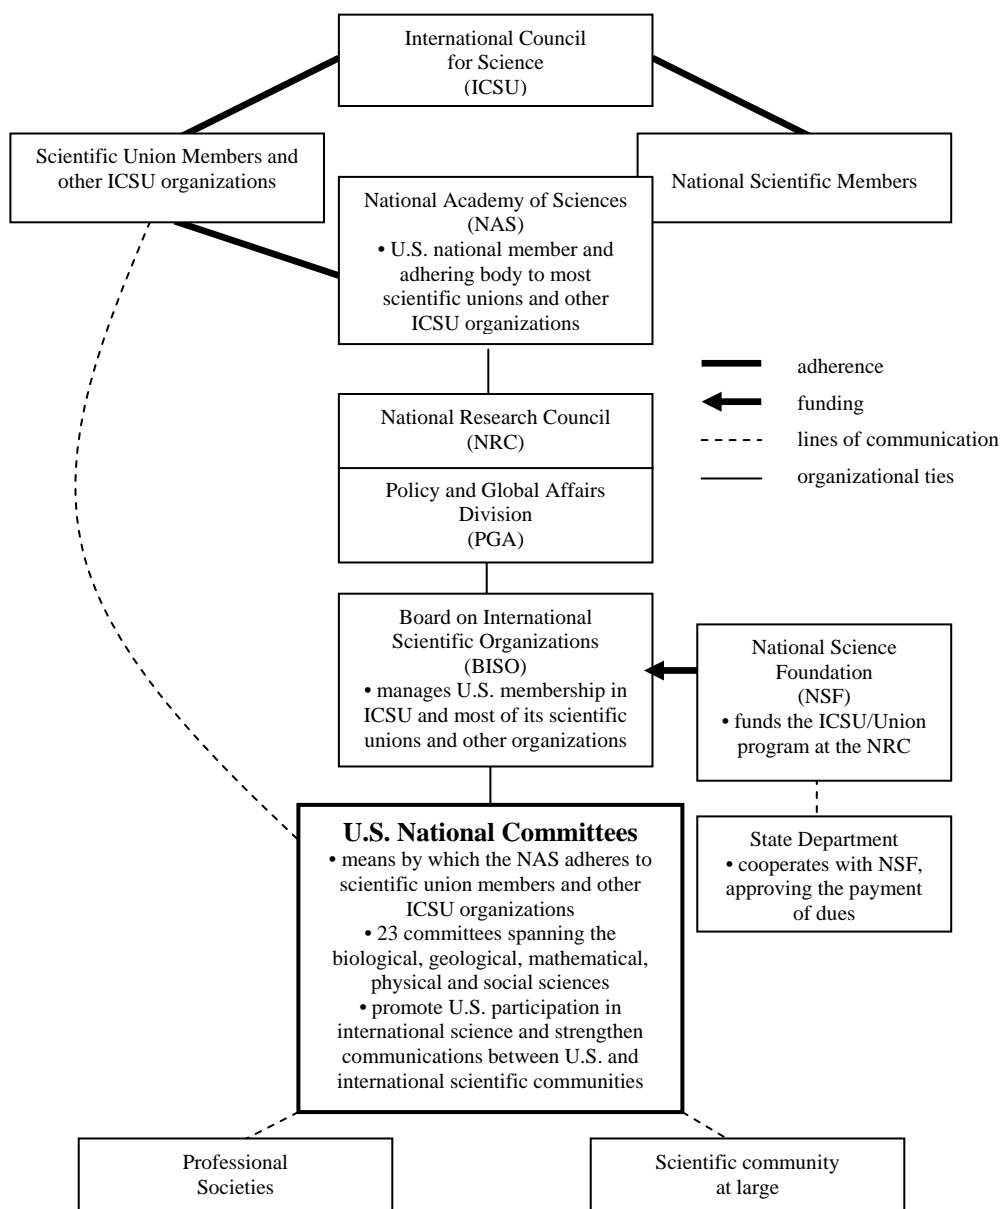 International Council
for Science
(ICSU)
Scientific Union Members and
other ICSU organizations
National Scientific Members
National Academy of Sciences
(NAS)
• U.S. national member and
adhering body to most
scientific unions and other
ICSU organizations
adherence
funding
lines of communication
organizational ties
National Research Council
(NRC)
Policy and Global Affairs
Division
(PGA)
Board on International
Scientific Organizations
(BISO)
• manages U.S. membership in
ICSU and most of its scientific
unions and other organizations
National Science
Foundation
(NSF)
• funds the ICSU/Union
program at the NRC
State Department
• cooperates with NSF,
approving the payment
of dues
U.S. National Committees
• means by which the NAS adheres to
scientific union members and other
ICSU organizations
• 23 committees spanning the
biological, geological, mathematical,
physical and social sciences
• promote U.S. participation in
international science and strengthen
communications between U.S. and
international scientific communities
Professional
Societies
Scientific community
at large